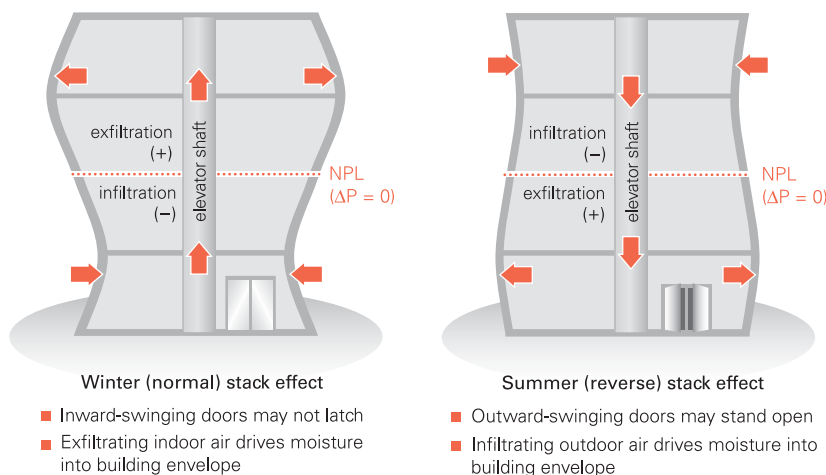 exfiltration
(+)
infiltration
(−)
elevator shaft
NPL
(ΔP = 0)
infiltration
(−)
exfiltration
(+)
elevator shaft
NPL
(ΔP = 0)
Winter (normal) stack effect
Inward-swinging doors may not latch
Exfiltrating indoor air drives moisture
into building envelope
Summer (reverse) stack effect
Outward-swinging doors may stand open
Infiltrating outdoor air drives moisture into
building envelope